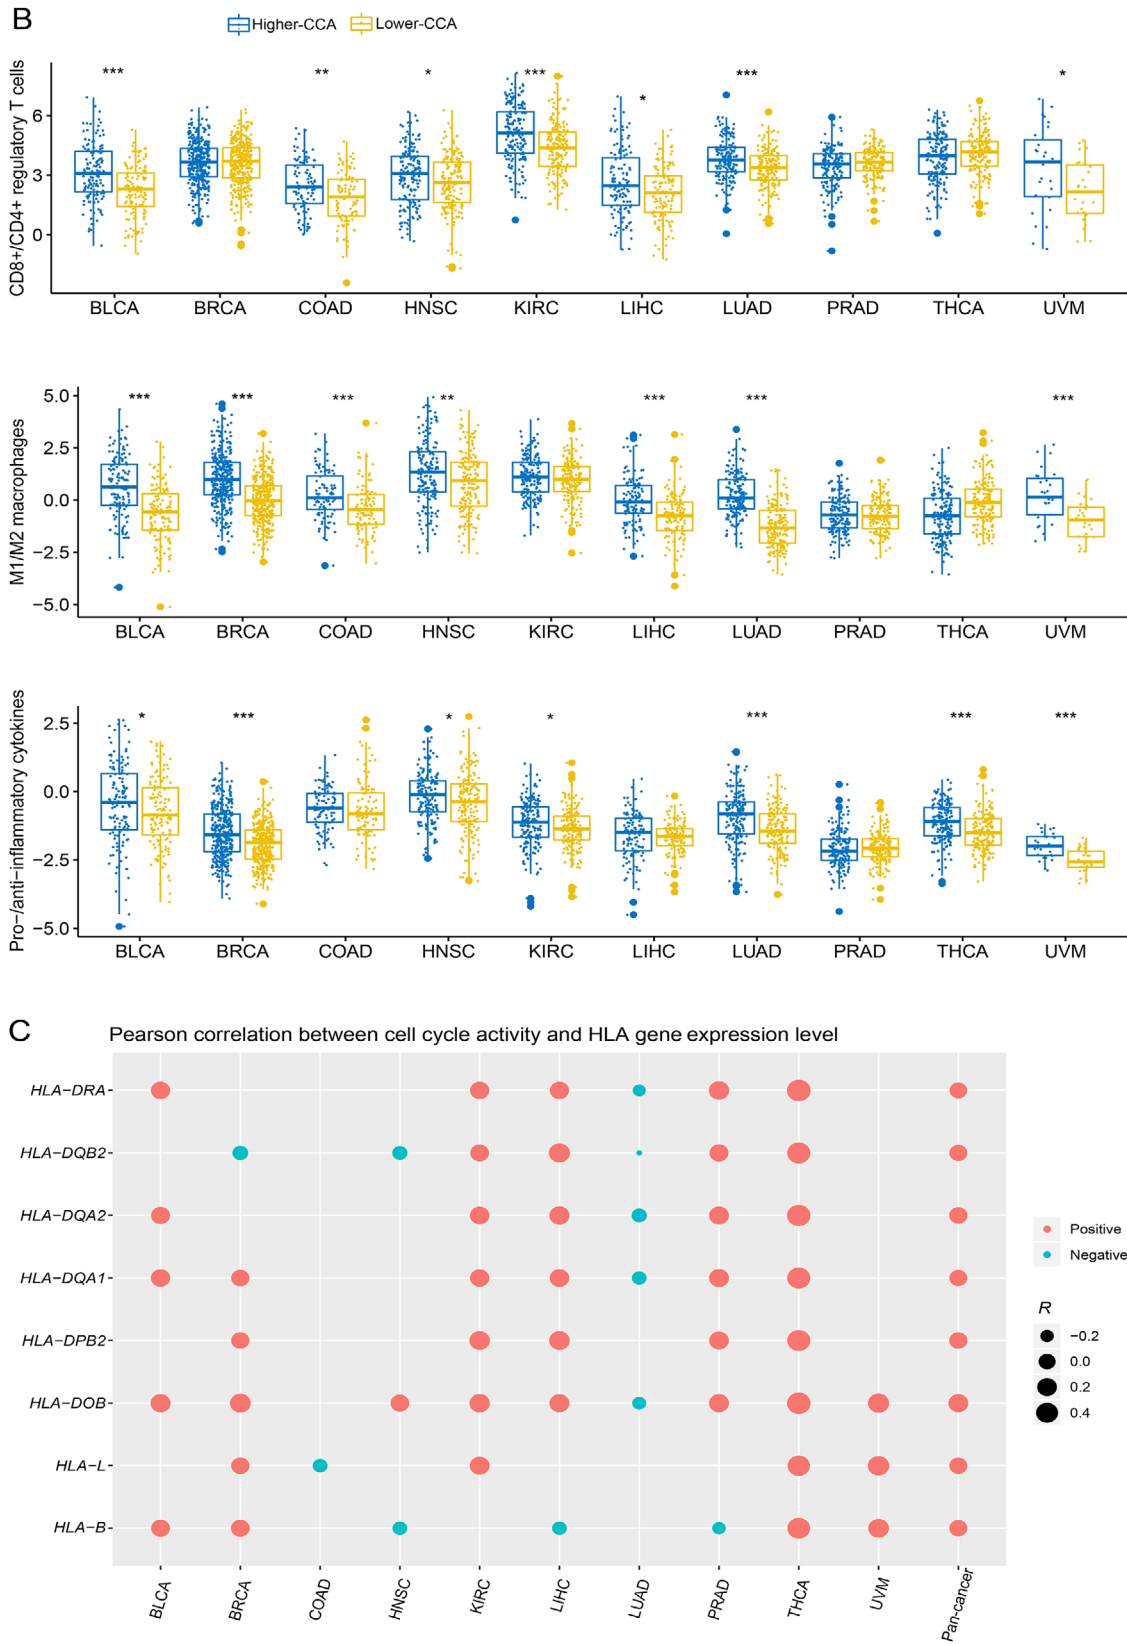 B
Higher-CCA Lower-CCA
CD8+/CD4+ regulatory T cells
6
3
0
*** ** * *** * *** *
BLCA BRCA COAD HNSC KIRC LIHC LUAD PRAD THCA UVM
M1/M2 macrophages
5.0
2.5
0.0
−2.5
−5.0
*** *** *** ** *** *** ***
BLCA BRCA COAD HNSC KIRC LIHC LUAD PRAD THCA UVM
Pro−/anti−inflammatory cytokines
2.5
0.0
−2.5
−5.0
* *** * * *** *** ***
BLCA BRCA COAD HNSC KIRC LIHC LUAD PRAD THCA UVM
C
Pearson correlation between cell cycle activity and HLA gene expression level
HLA−DRA
HLA−DQB2
HLA−DQA2
HLA−DQA1
HLA−DPB2
HLA−DOB
HLA−L
HLA−B
BLCA BRCA COAD HNSC KIRC LIHC LUAD PRAD THCA UVM Pan-cancer
Positive
Negative
R
−0.2
0.0
0.2
0.4